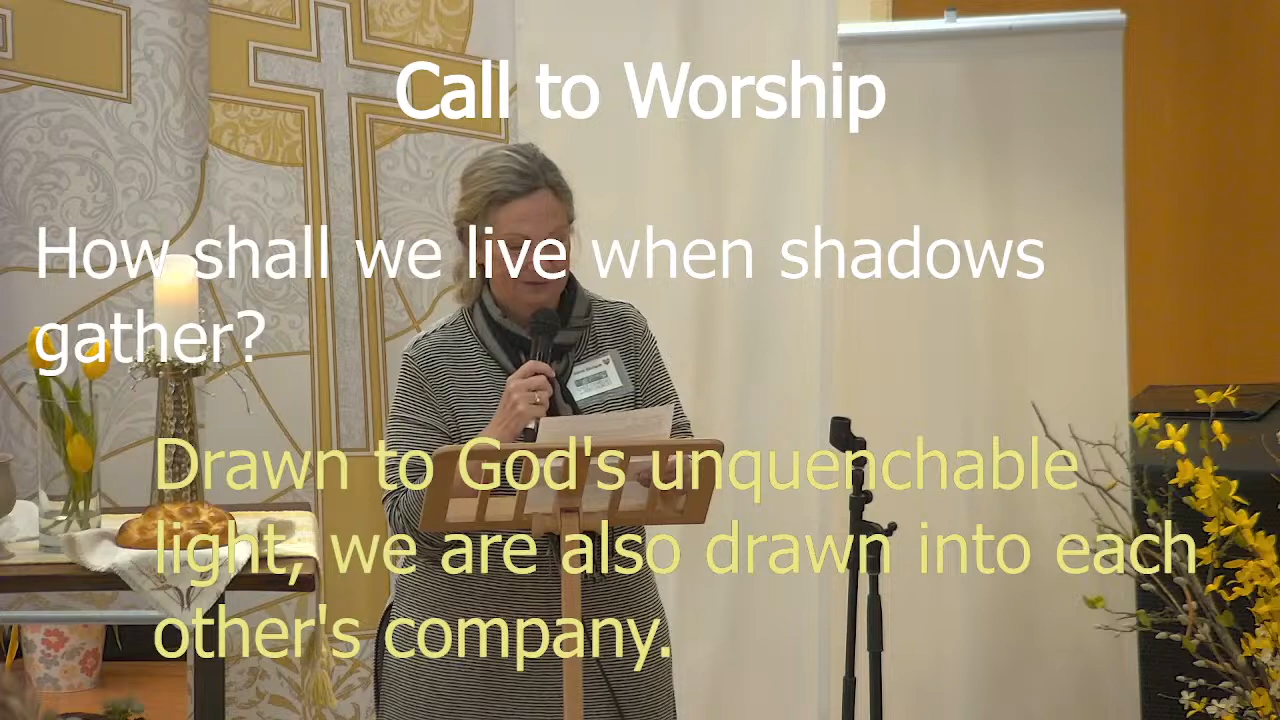 Call to Worship
How shall we live when shadows
gather?
Drawn to God's unquenchable
light, we are also drawn into each
other's company.